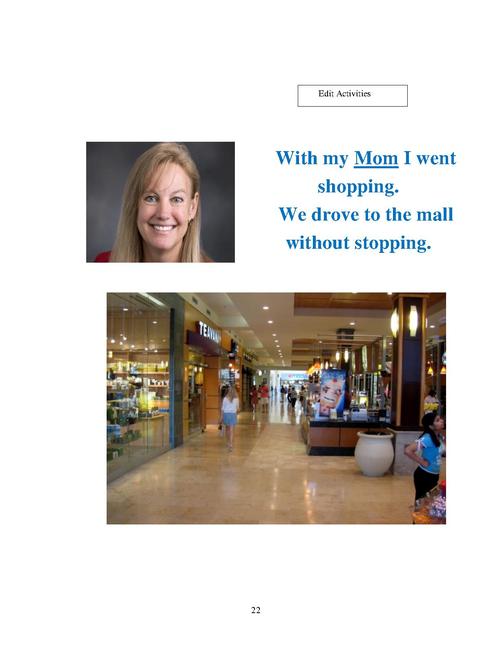 Edit Activities
With my Mom I went
shopping.
We drove to the mall
without stopping.
TEAVANA
22